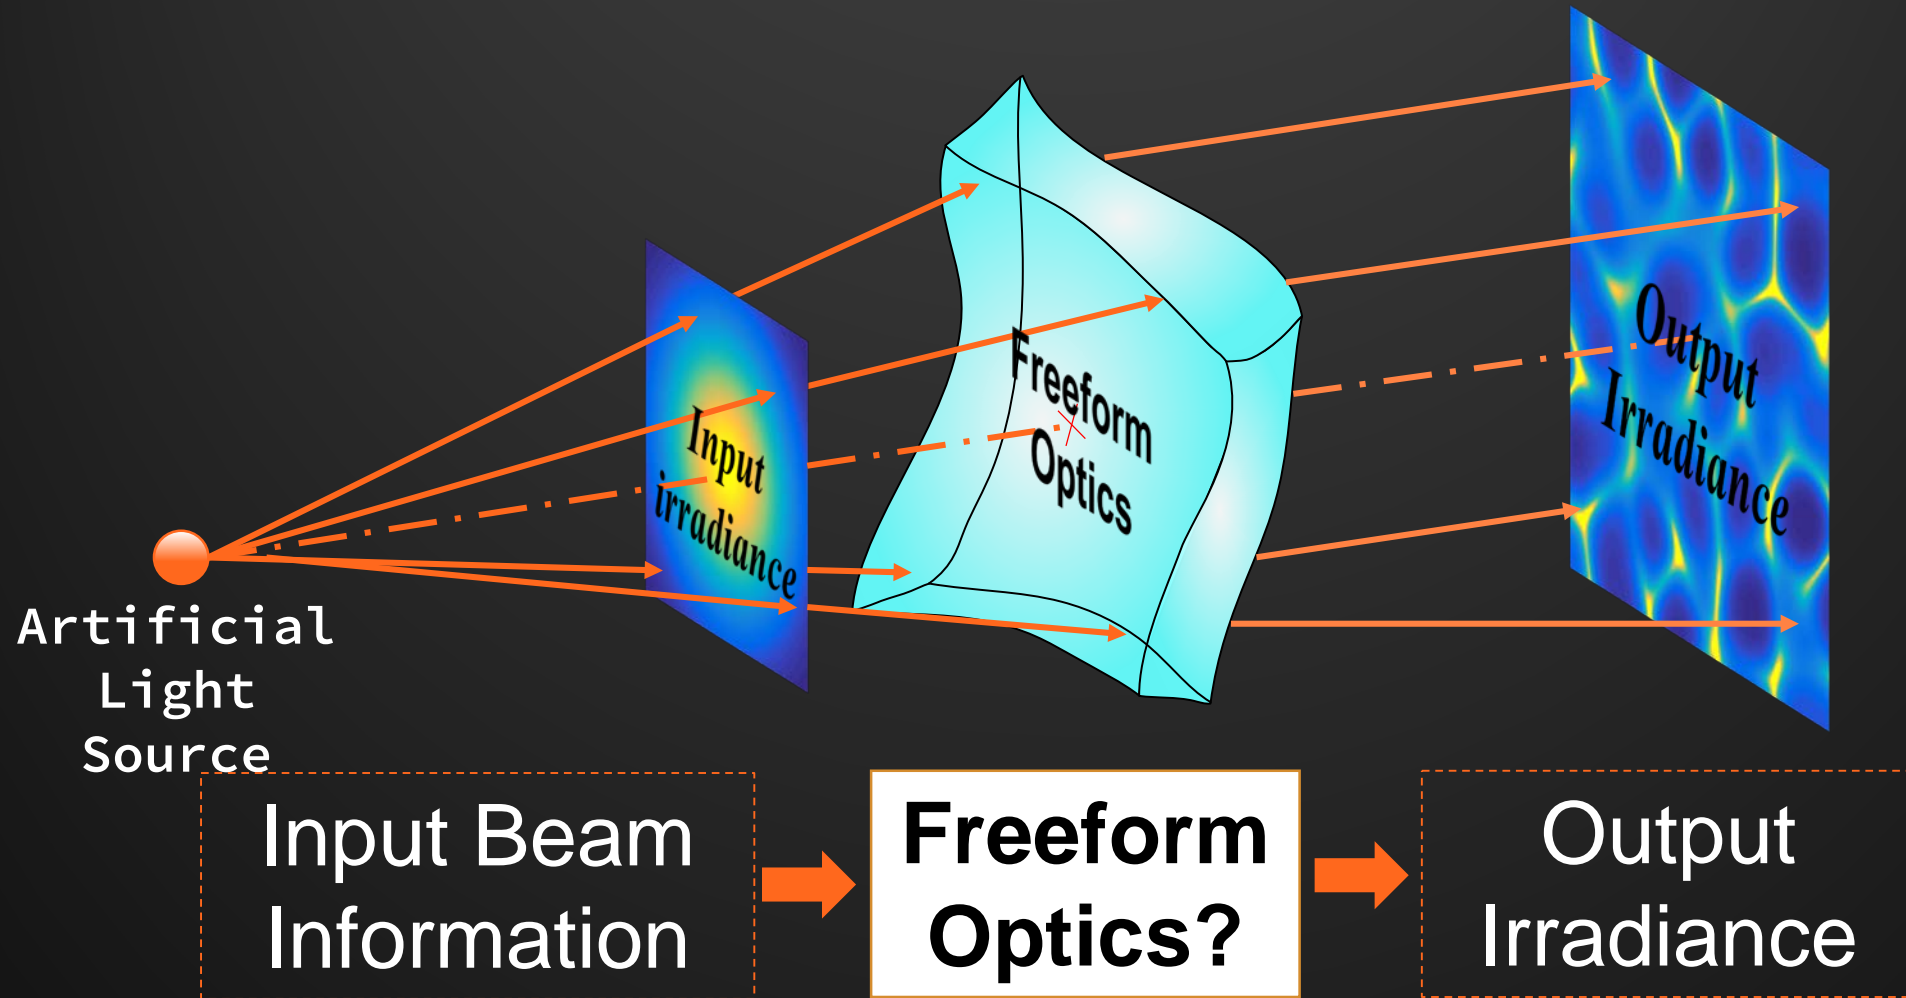 Freeform
Optics
Input
irradiance
Output
Irradiance
Artificial
Light
Source
Input Beam
Information
Freeform
Optics?
Output
Irradiance